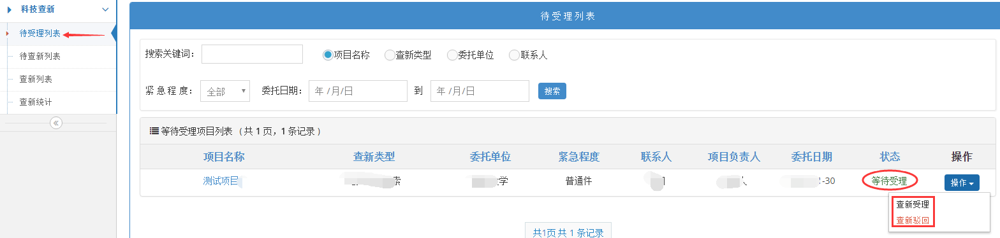 科技查新
待受理列表
待查新列表
查新列表
查新统计
待受理列表
搜索关键词： 项目名称 查新类型 委托单位 联系人
紧 急 程 度： 全部 委托日期： 年 /月/日 到 年 /月/日 搜索
等待受理项目列表 （ 共 1 页，1 条记录 ）
项目名称 查新类型 委托单位 紧急程度 联系人 项目负责人 委托日期 状态 操作
测试项目 索 学 普通件 人 -30 等待受理 操作
查新受理
查新驳回
共1页 共 1 条记录